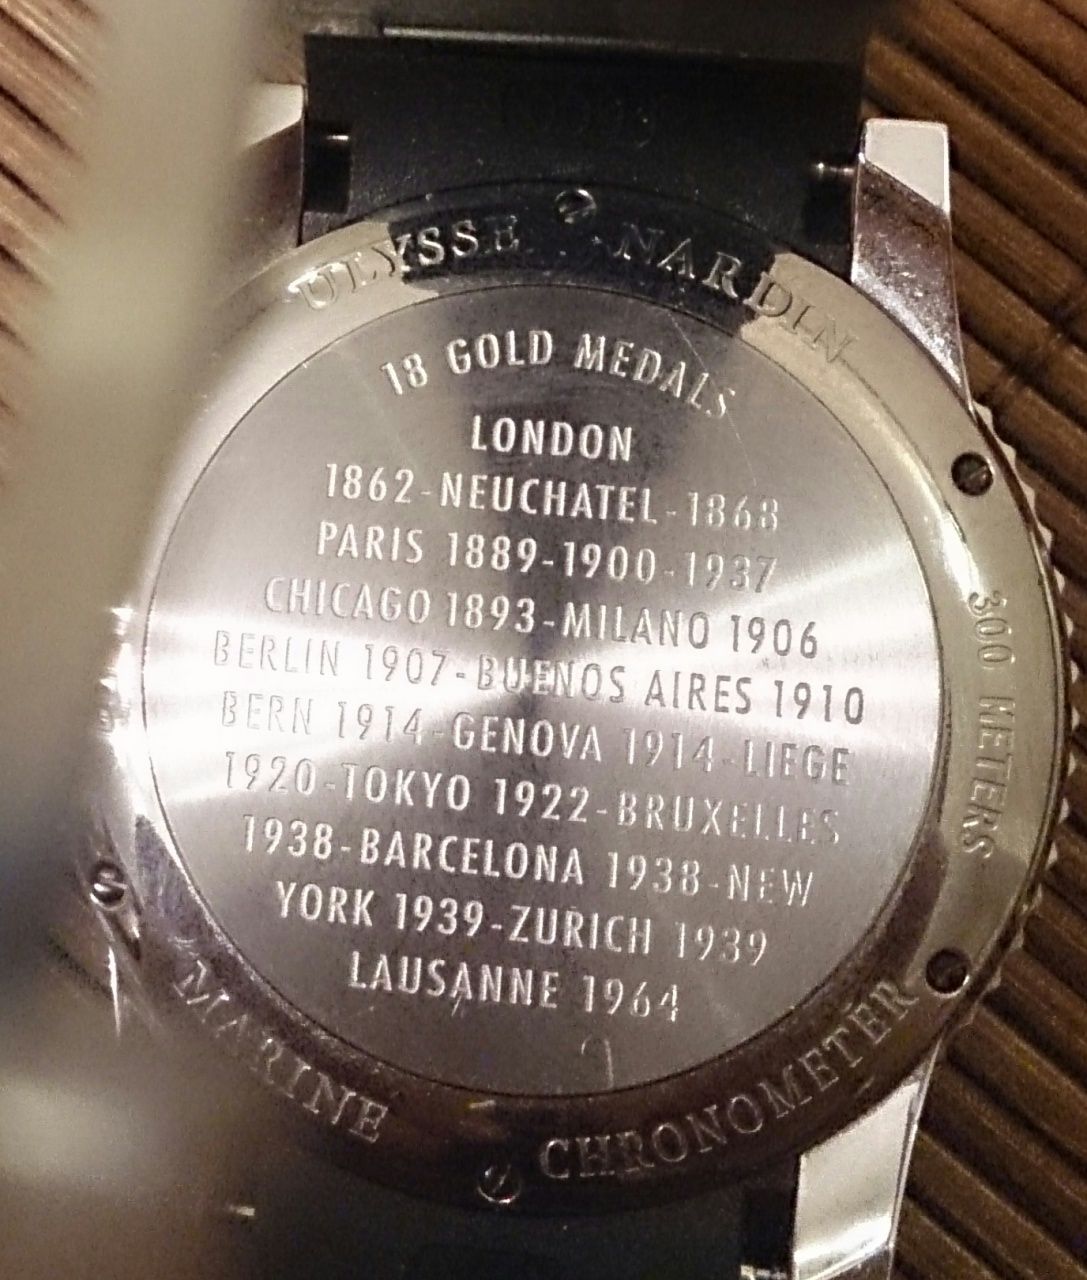 ULYSSE NARDIN
18 GOLD MEDALS
LONDON
1862-NEUCHATEL-1868
PARIS 1889-1900-1937
CHICAGO 1893-MILANO 1906
BERLIN 1907-BUENOS AIRES 1910
BERN 1914-GENOVA 1914-LIEGE
1920-TOKYO 1922-BRUXELLES
1938-BARCELONA 1938-NEW
YORK 1939-ZURICH 1939
LAUSANNE 1964
300 METERS
MARINE CHRONOMETER